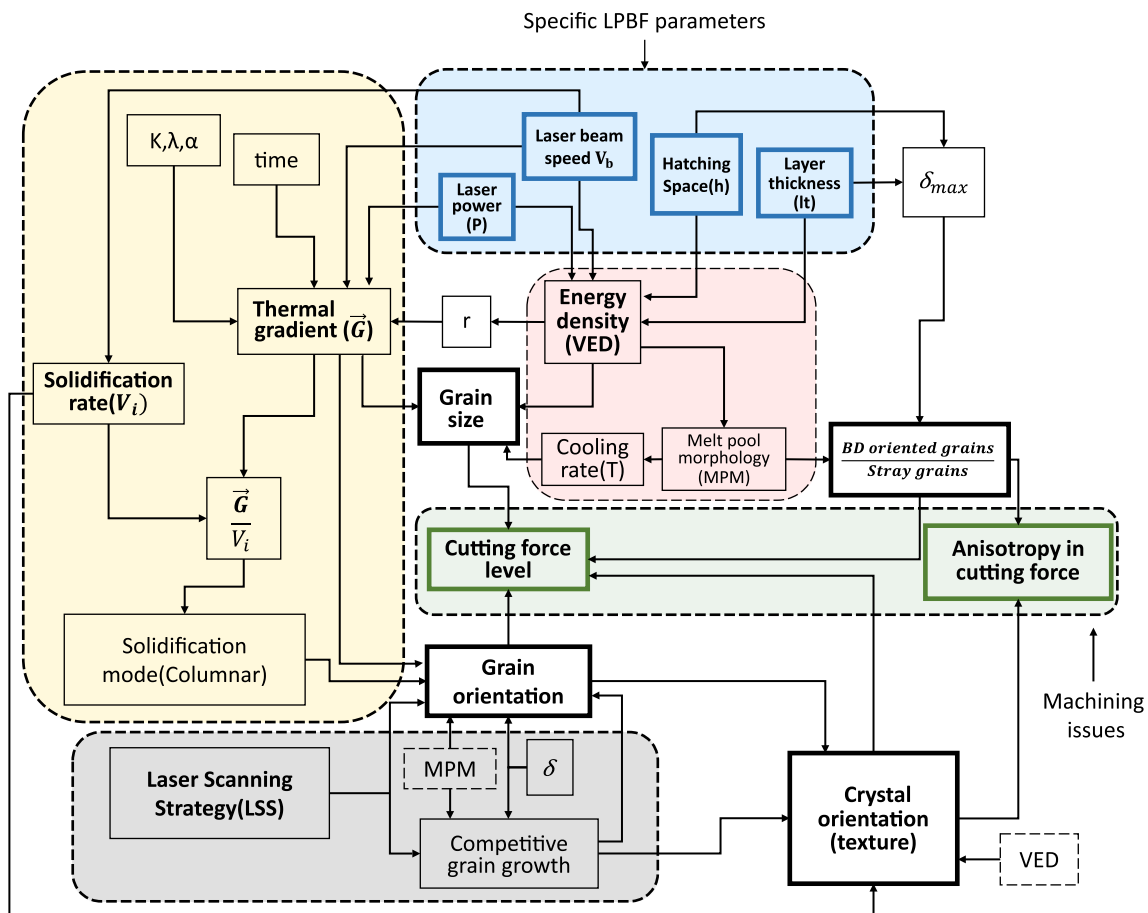 Specific LPBF parameters
K,λ,α
time
Laser beam
speed V_b
Hatching
Space(h)
Layer
thickness
(lt)
δ_max
Laser
power
(P)
Thermal
gradient (G⃗)
r
Energy
density
(VED)
Solidification
rate(V_i)
Grain
size
Cooling
rate(T)
Melt pool
morphology
(MPM)
BD oriented grains
Stray grains
G⃗
V_i
Cutting force
level
Anisotropy in
cutting force
Solidification
mode(Columnar)
Grain
orientation
Machining
issues
Laser Scanning
Strategy(LSS)
MPM
δ
Competitive
grain growth
Crystal
orientation
(texture)
VED